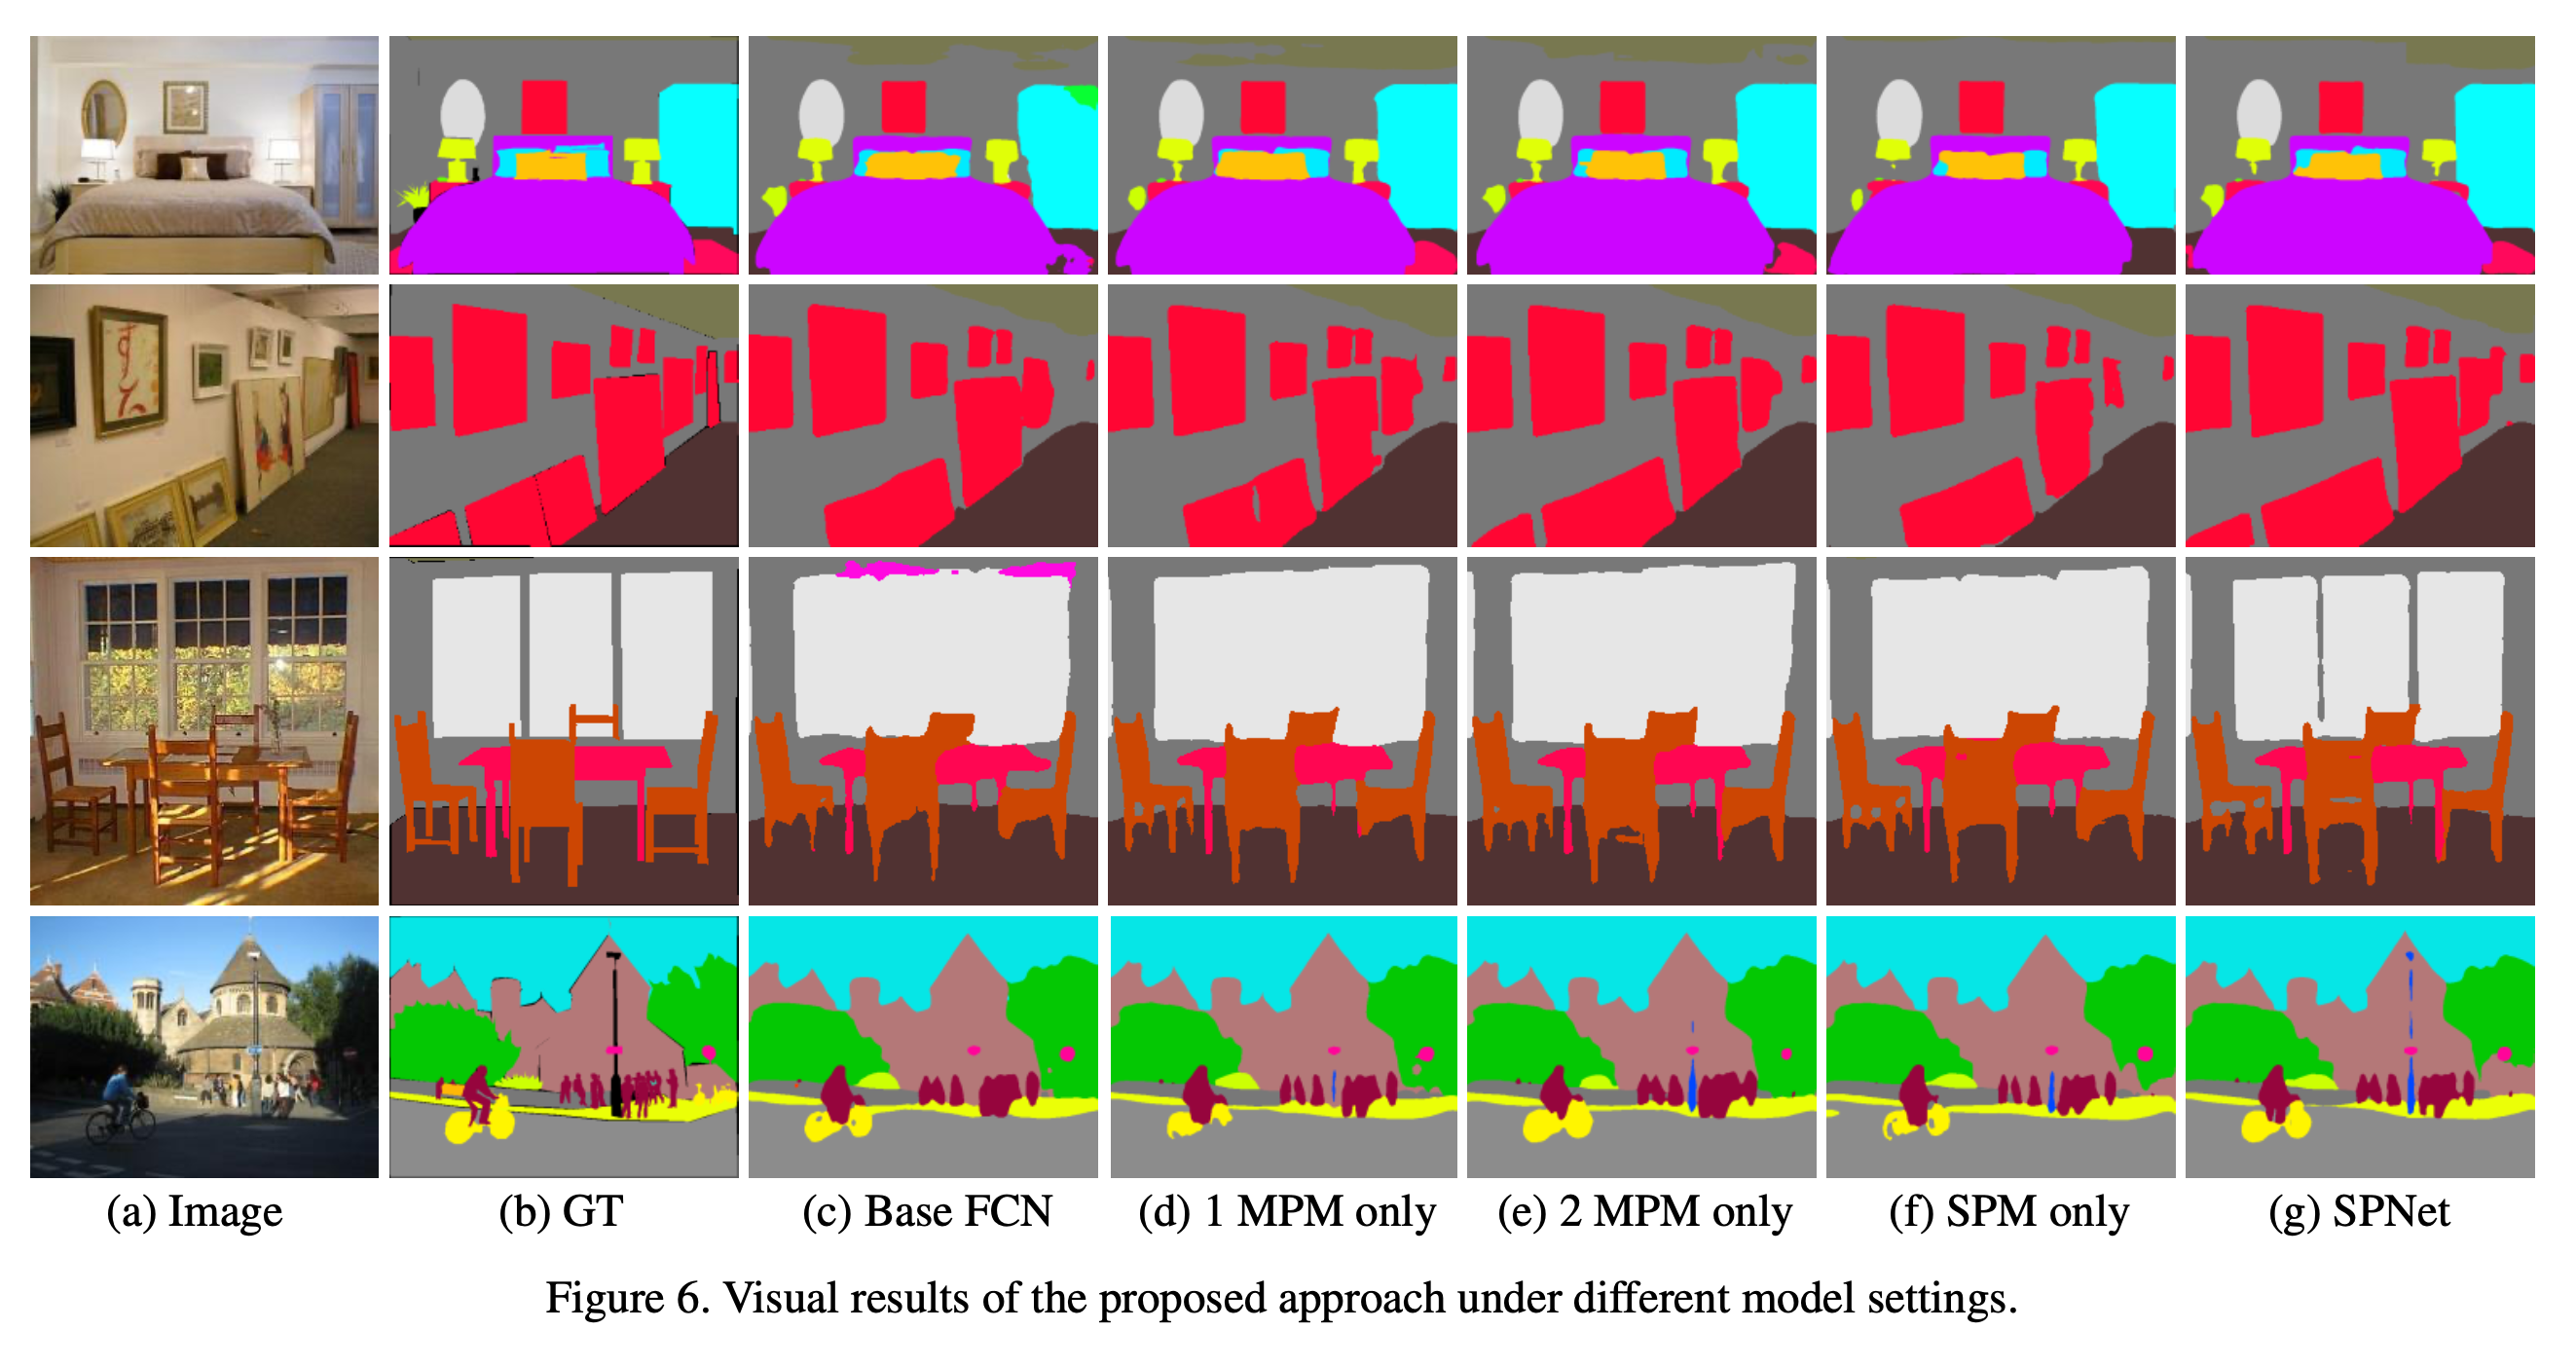 (a) Image (b) GT (c) Base FCN (d) 1 MPM only (e) 2 MPM only (f) SPM only (g) SPNet
Figure 6. Visual results of the proposed approach under different model settings.